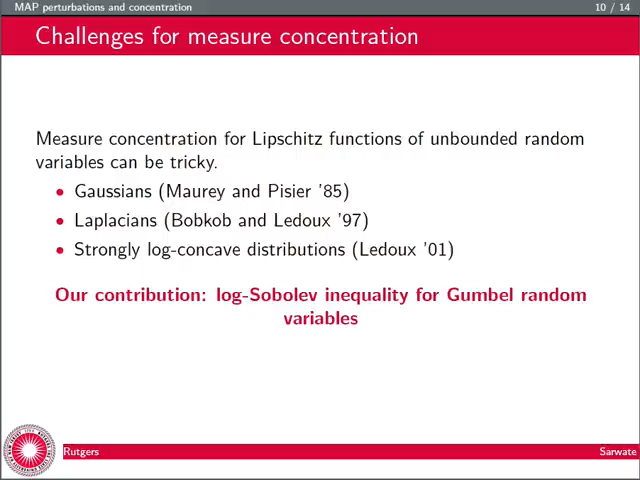 MAP perturbations and concentration
10 / 14
Challenges for measure concentration
Measure concentration for Lipschitz functions of unbounded random
variables can be tricky.
• Gaussians (Maurey and Pisier '85)
• Laplacians (Bobkob and Ledoux '97)
• Strongly log-concave distributions (Ledoux '01)
Our contribution: log-Sobolev inequality for Gumbel random
variables
Rutgers
Sarwate